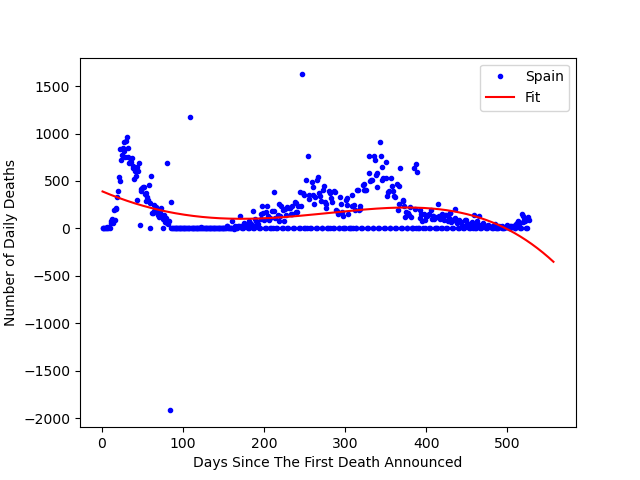 Spain
Fit
1500
1000
500
0
−500
−1000
−1500
−2000
Number of Daily Deaths
0 100 200 300 400 500
Days Since The First Death Announced